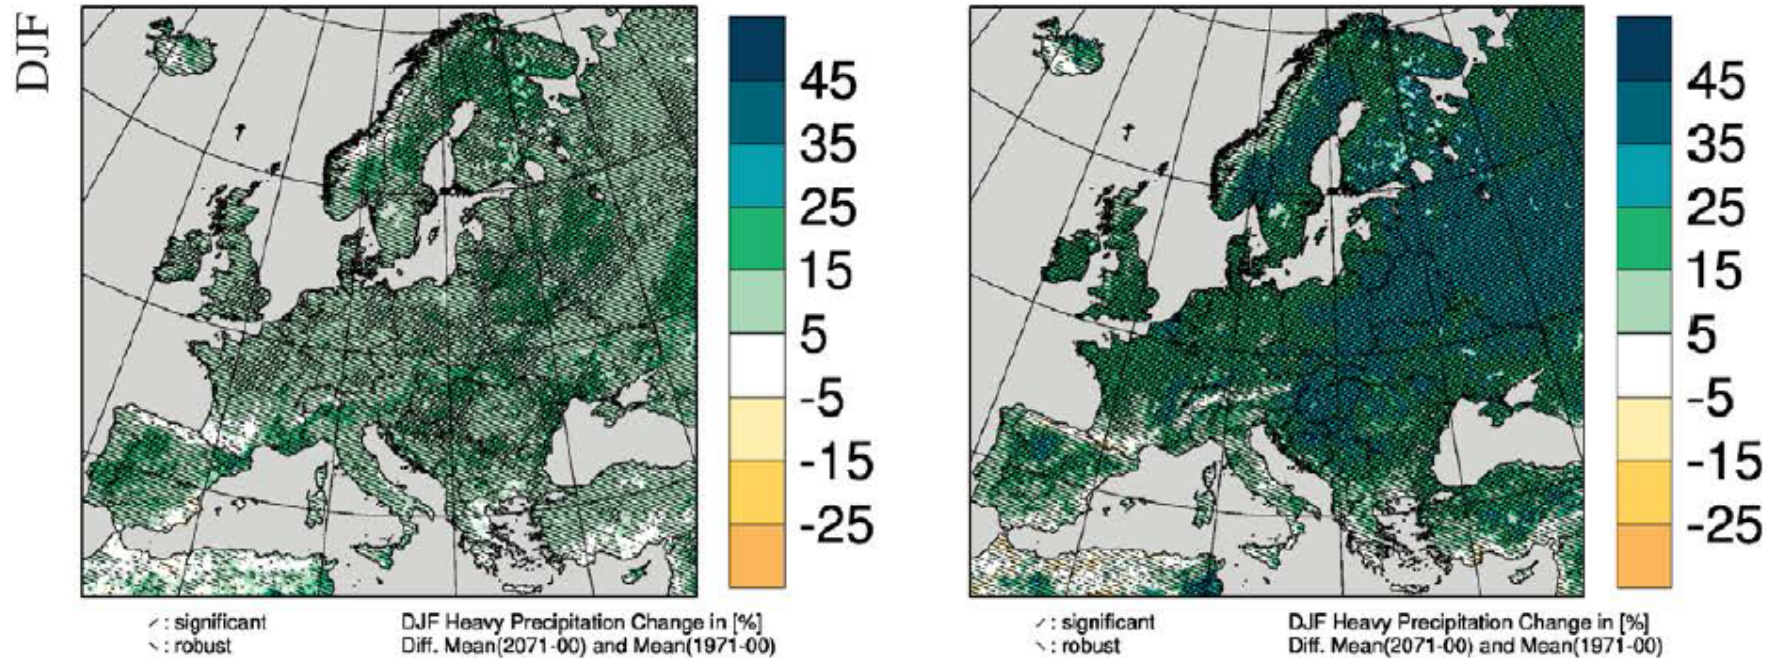 DJF
45
35
25
15
5
-5
-15
-25
⟋ : significant
⟍ : robust
DJF Heavy Precipitation Change in [%]
Diff. Mean(2071-00) and Mean(1971-00)
45
35
25
15
5
-5
-15
-25
⟋ : significant
⟍ : robust
DJF Heavy Precipitation Change in [%]
Diff. Mean(2071-00) and Mean(1971-00)